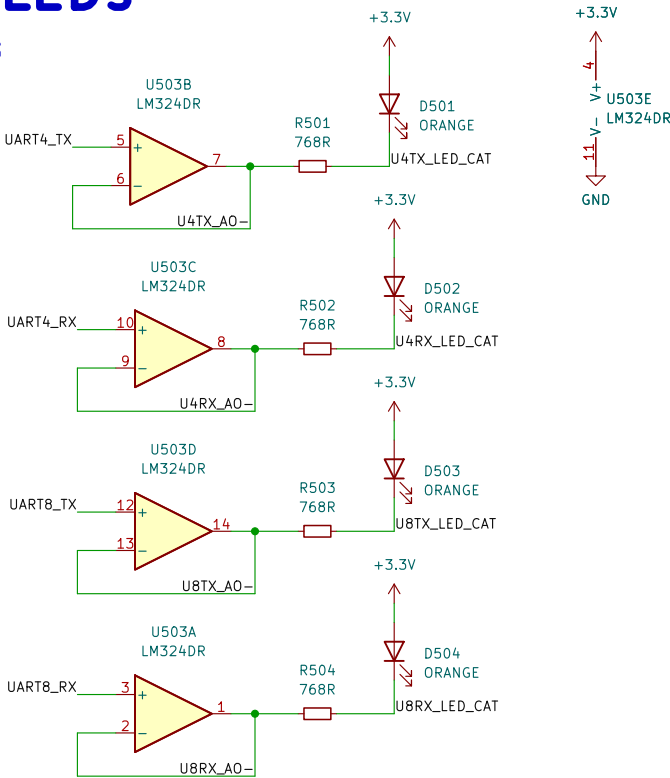 LEDS
+3.3V
U503B
LM324DR
D501
ORANGE
R501
768R
UART4_TX
5
+
6
−
7
U4TX_LED_CAT
U4TX_AO−
+3.3V
4
V+
U503E
LM324DR
V−
11
GND
+3.3V
U503C
LM324DR
D502
ORANGE
R502
768R
UART4_RX
10
+
9
−
8
U4RX_LED_CAT
U4RX_AO−
+3.3V
U503D
LM324DR
D503
ORANGE
R503
768R
UART8_TX
12
+
13
−
14
U8TX_LED_CAT
U8TX_AO−
+3.3V
U503A
LM324DR
D504
ORANGE
R504
768R
UART8_RX
3
+
2
−
1
U8RX_LED_CAT
U8RX_AO−